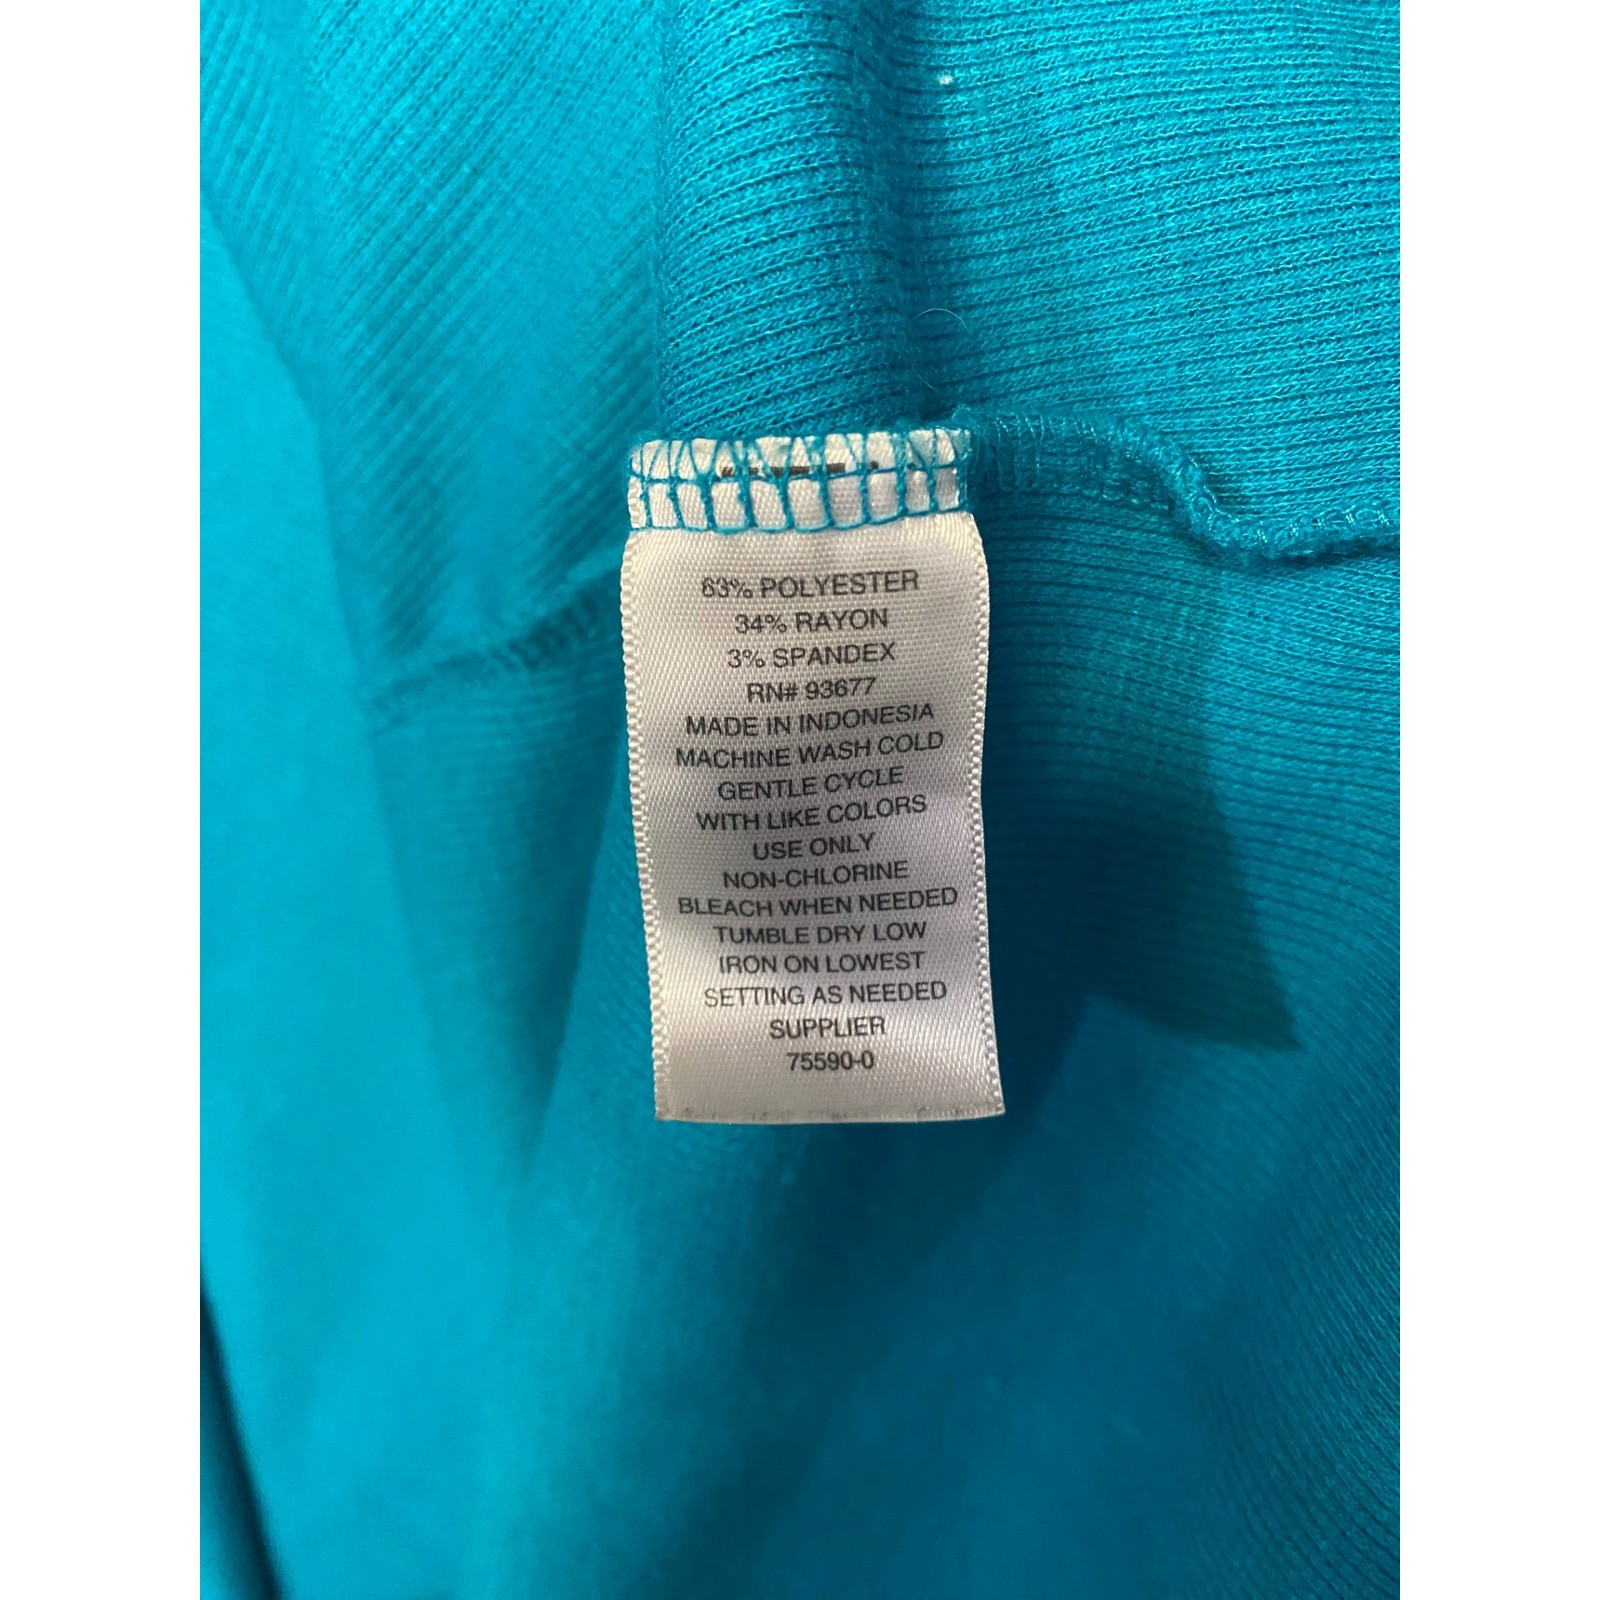 63% POLYESTER
34% RAYON
3% SPANDEX
RN# 93677
MADE IN INDONESIA
MACHINE WASH COLD
GENTLE CYCLE
WITH LIKE COLORS
USE ONLY
NON-CHLORINE
BLEACH WHEN NEEDED
TUMBLE DRY LOW
IRON ON LOWEST
SETTING AS NEEDED
SUPPLIER
75590-0